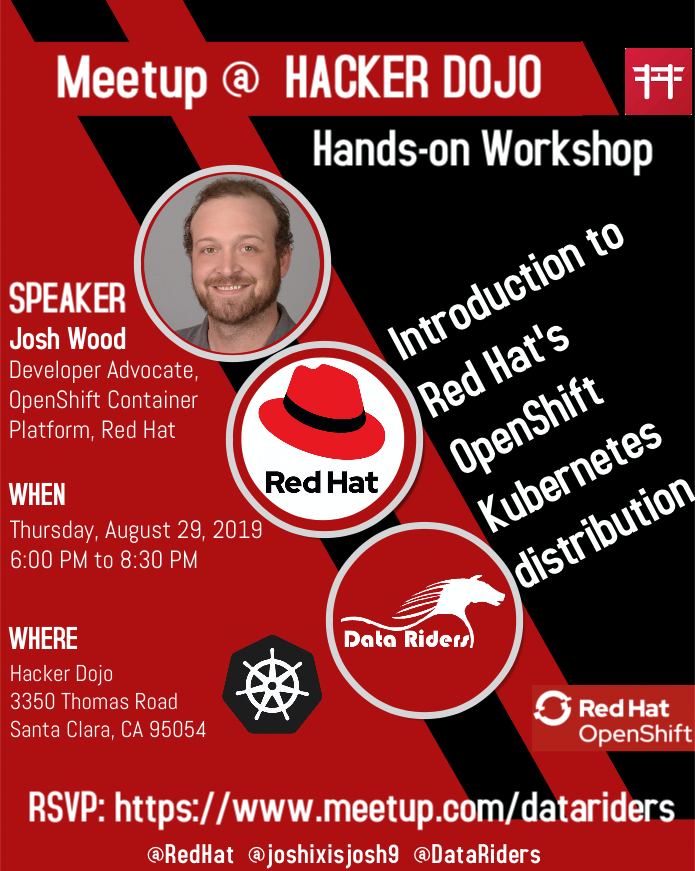 Meetup @ HACKER DOJO
Hands-on Workshop
Introduction to
Red Hat's
OpenShift
Kubernetes
distribution
SPEAKER
Josh Wood
Developer Advocate,
OpenShift Container
Platform, Red Hat
Red Hat
WHEN
Thursday, August 29, 2019
6:00 PM to 8:30 PM
Data Riders
WHERE
Hacker Dojo
3350 Thomas Road
Santa Clara, CA 95054
Red Hat
OpenShift
RSVP: https://www.meetup.com/datariders
@RedHat @joshixisjosh9 @DataRiders